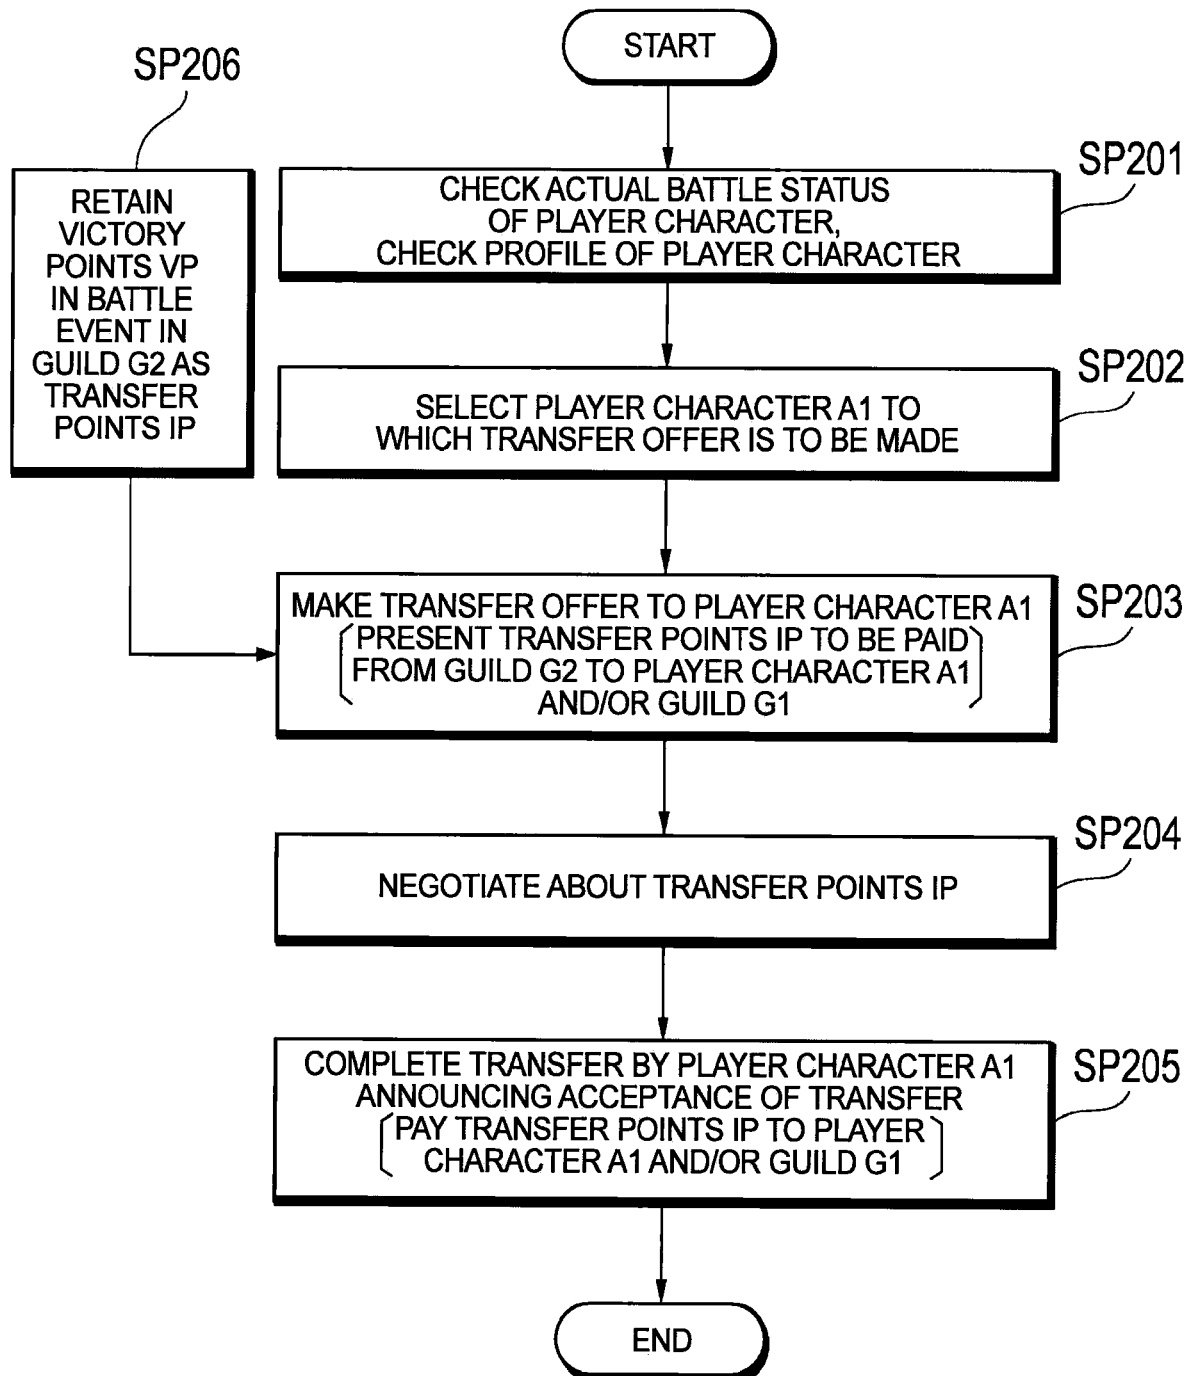 START
SP206
RETAIN
VICTORY
POINTS VP
IN BATTLE
EVENT IN
GUILD G2 AS
TRANSFER
POINTS IP
SP201
CHECK ACTUAL BATTLE STATUS
OF PLAYER CHARACTER,
CHECK PROFILE OF PLAYER CHARACTER
SP202
SELECT PLAYER CHARACTER A1 TO
WHICH TRANSFER OFFER IS TO BE MADE
SP203
MAKE TRANSFER OFFER TO PLAYER CHARACTER A1
PRESENT TRANSFER POINTS IP TO BE PAID
FROM GUILD G2 TO PLAYER CHARACTER A1
AND/OR GUILD G1
SP204
NEGOTIATE ABOUT TRANSFER POINTS IP
SP205
COMPLETE TRANSFER BY PLAYER CHARACTER A1
ANNOUNCING ACCEPTANCE OF TRANSFER
PAY TRANSFER POINTS IP TO PLAYER
CHARACTER A1 AND/OR GUILD G1
END